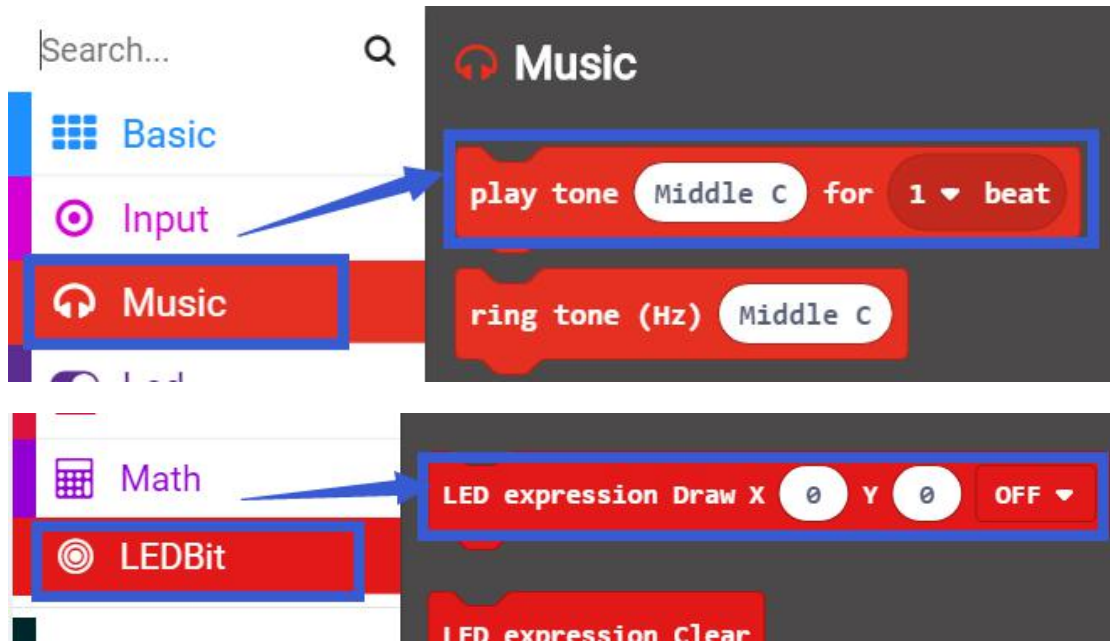 Search...
Music
Basic
play tone Middle C for 1 beat
Input
Music
ring tone (Hz) Middle C
Led
Math
LED expression Draw X 0 Y 0 OFF
LEDBit
LED expression Clear